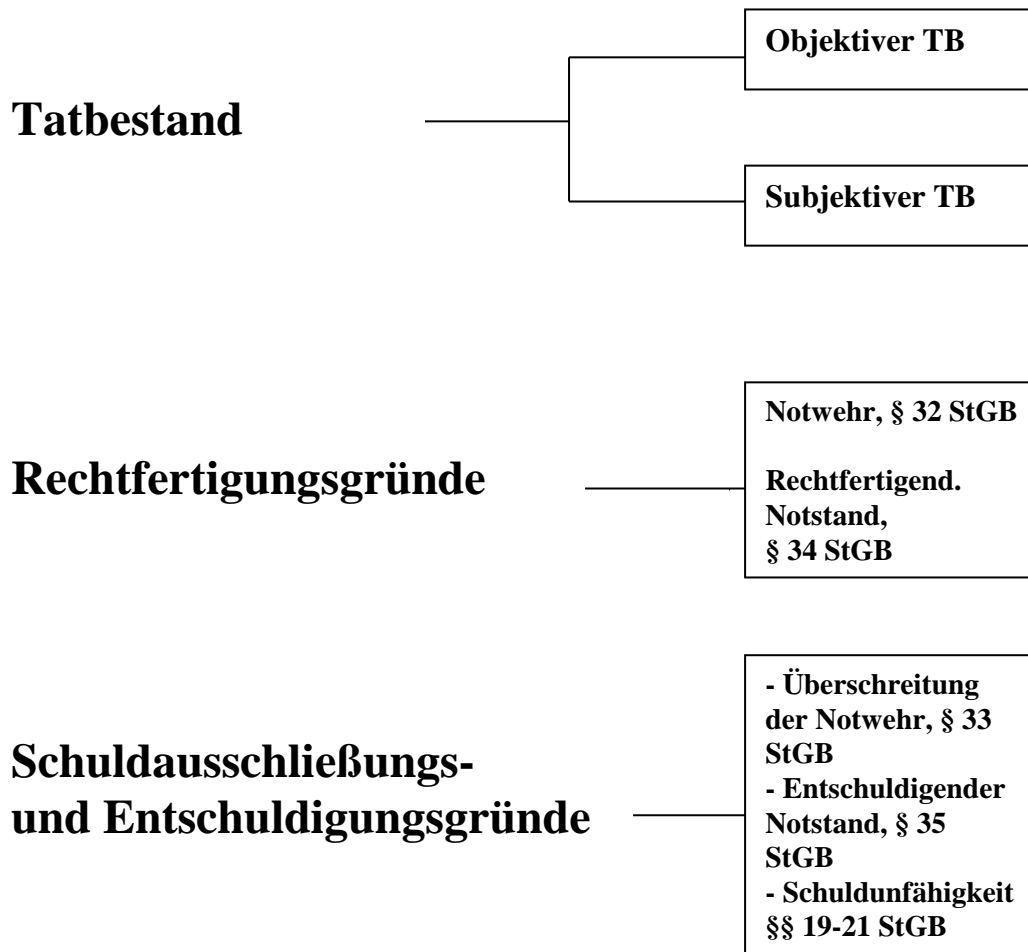 Objektiver TB
Tatbestand
Subjektiver TB
Notwehr, § 32 StGB
Rechtfertigungsgründe
Rechtfertigend.
Notstand,
§ 34 StGB
Schuldausschließungs-
und Entschuldigungsgründe
- Überschreitung
der Notwehr, § 33
StGB
- Entschuldigender
Notstand, § 35
StGB
- Schuldunfähigkeit
§§ 19-21 StGB